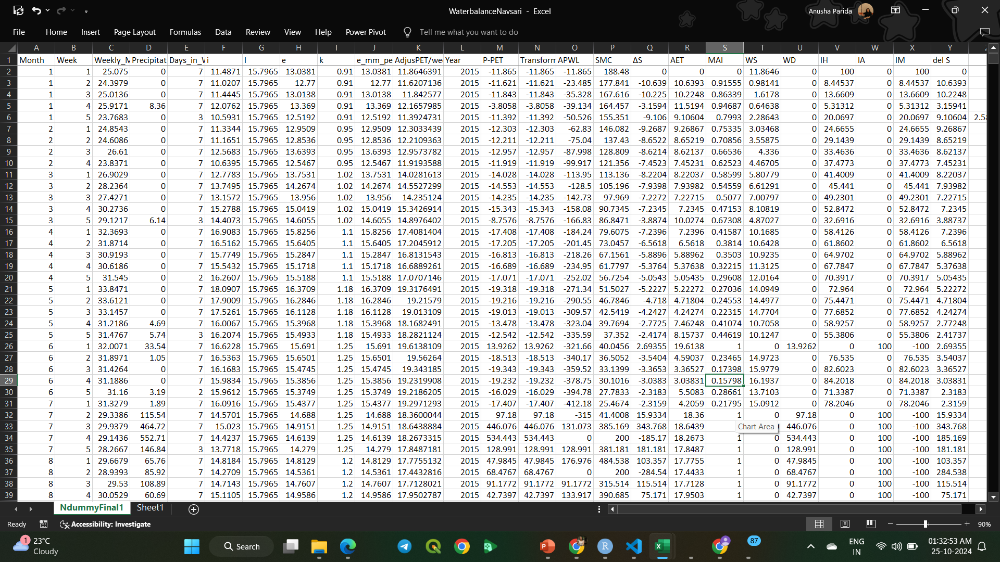 WaterbalanceNavsari - Excel
Anusha Parida
File Home Insert Page Layout Formulas Data Review View Help Power Pivot Tell me what you want to do
A B C D E F G H I J K L M N O P Q R S T U V W X Y
1 Month Week Weekly_M Precipitat Days_in_W i I e k e_mm_pe AdjusPET/wee Year P-PET Transform APWL SMC ΔS AET MAI WS WD IH IA IM del S
2 1 1 25.075 0 7 11.4871 15.7965 13.0381 0.91 13.0381 11.8646391 2015 -11.865 -11.865 -11.865 188.48 0 0 0 11.8646 0 100 0 100 0
3 1 2 24.3979 0 7 11.0207 15.7965 12.77 0.91 12.77 11.6207136 2015 -11.621 -11.621 -23.485 177.841 -10.639 10.6393 0.91555 0.98141 0 8.44537 0 8.44537 10.6393
4 1 3 25.0136 0 7 11.4445 15.7965 13.0138 0.91 13.0138 11.842577 2015 -11.843 -11.843 -35.328 167.616 -10.225 10.2248 0.86339 1.6178 0 13.6609 0 13.6609 10.2248
5 1 4 25.9171 8.36 7 12.0762 15.7965 13.369 0.91 13.369 12.1657985 2015 -3.8058 -3.8058 -39.134 164.457 -3.1594 11.5194 0.94687 0.64638 0 5.31312 0 5.31312 3.15941
6 1 5 23.7683 0 3 10.5931 15.7965 12.5192 0.91 12.5192 11.3924731 2015 -11.392 -11.392 -50.526 155.351 -9.106 9.10604 0.7993 2.28643 0 20.0697 0 20.0697 9.10604 2.5
7 2 1 24.8543 0 7 11.3344 15.7965 12.9509 0.95 12.9509 12.3033439 2015 -12.303 -12.303 -62.83 146.082 -9.2687 9.26867 0.75335 3.03468 0 24.6655 0 24.6655 9.26867
8 2 2 24.6086 0 7 11.1651 15.7965 12.8536 0.95 12.8536 12.2109363 2015 -12.211 -12.211 -75.04 137.43 -8.6522 8.65219 0.70856 3.55875 0 29.1439 0 29.1439 8.65219
9 2 3 26.61 0 7 12.5683 15.7965 13.6393 0.95 13.6393 12.9573782 2015 -12.957 -12.957 -87.998 128.809 -8.6214 8.62137 0.66536 4.336 0 33.4636 0 33.4636 8.62137
10 2 4 23.8371 0 7 10.6395 15.7965 12.5467 0.95 12.5467 11.9193588 2015 -11.919 -11.919 -99.917 121.356 -7.4523 7.45231 0.62523 4.46705 0 37.4773 0 37.4773 7.45231
11 3 1 26.9029 0 7 12.7783 15.7965 13.7531 1.02 13.7531 14.0281613 2015 -14.028 -14.028 -113.95 113.136 -8.2204 8.22037 0.58599 5.80779 0 41.4009 0 41.4009 8.22037
12 3 2 28.2364 0 7 13.7495 15.7965 14.2674 1.02 14.2674 14.5527299 2015 -14.553 -14.553 -128.5 105.196 -7.9398 7.93982 0.54559 6.61291 0 45.441 0 45.441 7.93982
13 3 3 27.4271 0 7 13.1572 15.7965 13.956 1.02 13.956 14.235124 2015 -14.235 -14.235 -142.73 97.969 -7.2272 7.22715 0.5077 7.00797 0 49.2301 0 49.2301 7.22715
14 3 4 30.2736 0 7 15.2788 15.7965 15.0419 1.02 15.0419 15.3426914 2015 -15.343 -15.343 -158.08 90.7345 -7.2345 7.2345 0.47153 8.10819 0 52.8472 0 52.8472 7.2345
15 3 5 29.1217 6.14 3 14.4073 15.7965 14.6055 1.02 14.6055 14.8976402 2015 -8.7576 -8.7576 -166.83 86.8471 -3.8874 10.0274 0.67308 4.87027 0 32.6916 0 32.6916 3.88737
16 4 1 32.3693 0 7 16.9083 15.7965 15.8256 1.1 15.8256 17.4081404 2015 -17.408 -17.408 -184.24 79.6075 -7.2396 7.2396 0.41587 10.1685 0 58.4126 0 58.4126 7.2396
17 4 2 31.8714 0 7 16.5162 15.7965 15.6405 1.1 15.6405 17.2045912 2015 -17.205 -17.205 -201.45 73.0457 -6.5618 6.5618 0.3814 10.6428 0 61.8602 0 61.8602 6.5618
18 4 3 30.9193 0 7 15.7749 15.7965 15.2847 1.1 15.2847 16.8131543 2015 -16.813 -16.813 -218.26 67.1561 -5.8896 5.88962 0.3503 10.9235 0 64.9702 0 64.9702 5.88962
19 4 4 30.6186 0 7 15.5432 15.7965 15.1718 1.1 15.1718 16.6889261 2015 -16.689 -16.689 -234.95 61.7797 -5.3764 5.37638 0.32215 11.3125 0 67.7847 0 67.7847 5.37638
20 4 5 31.545 0 2 16.2607 15.7965 15.5188 1.1 15.5188 17.0707146 2015 -17.071 -17.071 -252.02 56.7254 -5.0543 5.05435 0.29608 12.0164 0 70.3917 0 70.3917 5.05435
21 5 1 33.8471 0 7 18.0907 15.7965 16.3709 1.18 16.3709 19.3176491 2015 -19.318 -19.318 -271.34 51.5027 -5.2227 5.22272 0.27036 14.0949 0 72.964 0 72.964 5.22272
22 5 2 33.6121 0 7 17.9009 15.7965 16.2846 1.18 16.2846 19.21579 2015 -19.216 -19.216 -290.55 46.7846 -4.718 4.71804 0.24553 14.4977 0 75.4471 0 75.4471 4.71804
23 5 3 33.1457 0 7 17.5261 15.7965 16.1128 1.18 16.1128 19.013109 2015 -19.013 -19.013 -309.57 42.5419 -4.2427 4.24274 0.22315 14.7704 0 77.6852 0 77.6852 4.24274
24 5 4 31.2186 4.69 7 16.0067 15.7965 15.3968 1.18 15.3968 18.1682491 2015 -13.478 -13.478 -323.04 39.7694 -2.7725 7.46248 0.41074 10.7058 0 58.9257 0 58.9257 2.77248
25 5 5 31.4767 5.74 3 16.2074 15.7965 15.4933 1.18 15.4933 18.2821124 2015 -12.542 -12.542 -335.59 37.352 -2.4174 8.15737 0.44619 10.1247 0 55.3806 0 55.3806 2.41737
26 6 1 32.0071 33.54 7 16.6228 15.7965 15.691 1.25 15.691 19.6138109 2015 13.9262 13.9262 -321.66 40.0456 2.69355 19.6138 1 0 13.9262 0 100 -100 2.69355
27 6 2 31.8971 1.05 7 16.5363 15.7965 15.6501 1.25 15.6501 19.56264 2015 -18.513 -18.513 -340.17 36.5052 -3.5404 4.59037 0.23465 14.9723 0 76.535 0 76.535 3.54037
28 6 3 31.4264 0 7 16.1683 15.7965 15.4745 1.25 15.4745 19.343185 2015 -19.343 -19.343 -359.52 33.1399 -3.3653 3.36527 0.17398 15.9779 0 82.6023 0 82.6023 3.36527
29 6 4 31.1886 0 7 15.9834 15.7965 15.3856 1.25 15.3856 19.2319908 2015 -19.232 -19.232 -378.75 30.1016 -3.0383 3.03831 0.15798 16.1937 0 84.2018 0 84.2018 3.03831
30 6 5 31.16 3.19 2 15.9612 15.7965 15.3749 1.25 15.3749 19.2186205 2015 -16.029 -16.029 -394.78 27.7833 -2.3183 5.5083 0.28661 13.7103 0 71.3387 0 71.3387 2.3183
31 7 1 31.3279 1.89 7 16.0916 15.7965 15.4377 1.25 15.4377 19.2971293 2015 -17.407 -17.407 -412.18 25.4674 -2.3159 4.2059 0.21795 15.0912 0 78.2046 0 78.2046 2.3159
32 7 2 29.3386 115.54 7 14.5701 15.7965 14.688 1.25 14.688 18.3600044 2015 97.18 97.18 -315 41.4008 15.9334 18.36 1 0 97.18 0 100 -100 15.9334
33 7 3 29.9379 464.72 7 15.023 15.7965 14.9151 1.25 14.9151 18.6438884 2015 446.076 446.076 131.073 385.169 343.768 18.6439 Chart Area 446.076 0 100 -100 343.768
34 7 4 29.1436 552.71 7 14.4237 15.7965 14.6139 1.25 14.6139 18.2673315 2015 534.443 534.443 0 200 -185.17 18.2673 1 0 534.443 0 100 -100 185.169
35 7 5 28.2667 146.84 3 13.7718 15.7965 14.279 1.25 14.279 17.8487181 2015 128.991 128.991 128.991 381.181 181.181 17.8487 1 0 128.991 0 100 -100 181.181
36 8 1 29.6679 65.76 7 14.8184 15.7965 14.8129 1.2 14.8129 17.7755132 2015 47.9845 47.9845 176.976 484.538 103.357 17.7755 1 0 47.9845 0 100 -100 103.357
37 8 2 28.9393 85.92 7 14.2709 15.7965 14.5361 1.2 14.5361 17.4432816 2015 68.4767 68.4767 0 200 -284.54 17.4433 1 0 68.4767 0 100 -100 284.538
38 8 3 29.53 108.89 7 14.7143 15.7965 14.7607 1.2 14.7607 17.7128021 2015 91.1772 91.1772 91.1772 315.514 115.514 17.7128 1 0 91.1772 0 100 -100 115.514
39 8 4 30.0529 60.69 7 15.1105 15.7965 14.9586 1.2 14.9586 17.9502787 2015 42.7397 42.7397 133.917 390.685 75.171 17.9503 1 0 42.7397 0 100 -100 75.171
NdummyFinal1 Sheet1
Ready Accessibility: Investigate 90%
1 23°C Search 87 ENG 01:32:53 AM
Cloudy IN 25-10-2024